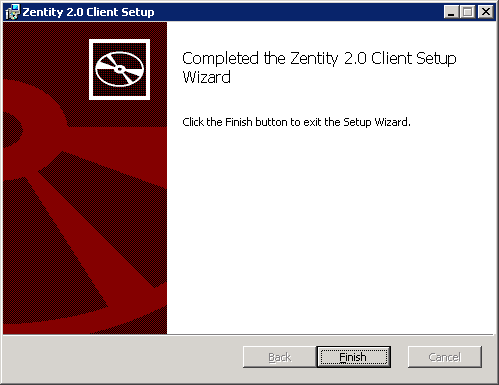 Zentity 2.0 Client Setup
Completed the Zentity 2.0 Client Setup
Wizard
Click the Finish button to exit the Setup Wizard.
Back Finish Cancel